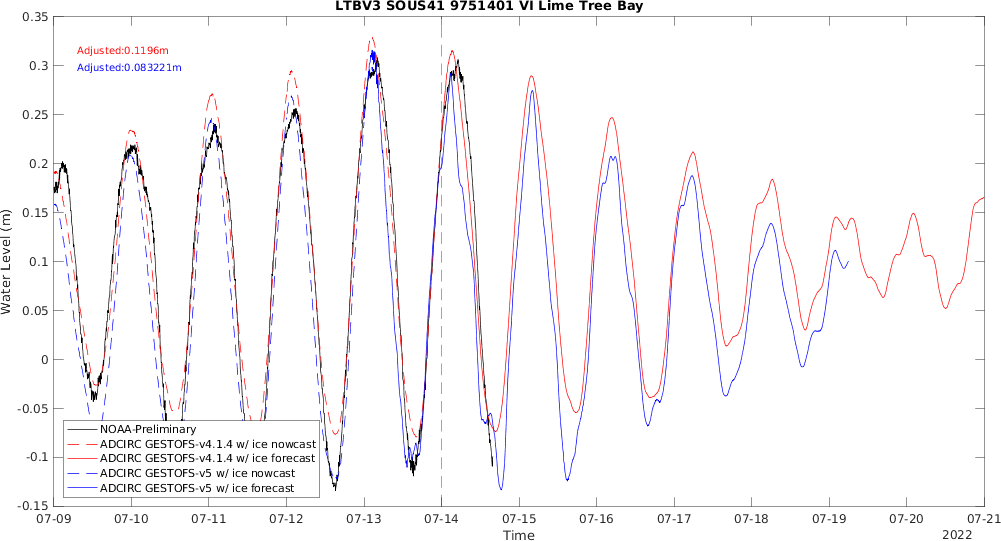 LTBV3 SOUS41 9751401 VI Lime Tree Bay
Adjusted:0.1196m
Adjusted:0.083221m
Water Level (m)
0.35
0.3
0.25
0.2
0.15
0.1
0.05
0
-0.05
-0.1
-0.15
NOAA-Preliminary
ADCIRC GESTOFS-v4.1.4 w/ ice nowcast
ADCIRC GESTOFS-v4.1.4 w/ ice forecast
ADCIRC GESTOFS-v5 w/ ice nowcast
ADCIRC GESTOFS-v5 w/ ice forecast
07-09 07-10 07-11 07-12 07-13 07-14 07-15 07-16 07-17 07-18 07-19 07-20 07-21
Time
2022